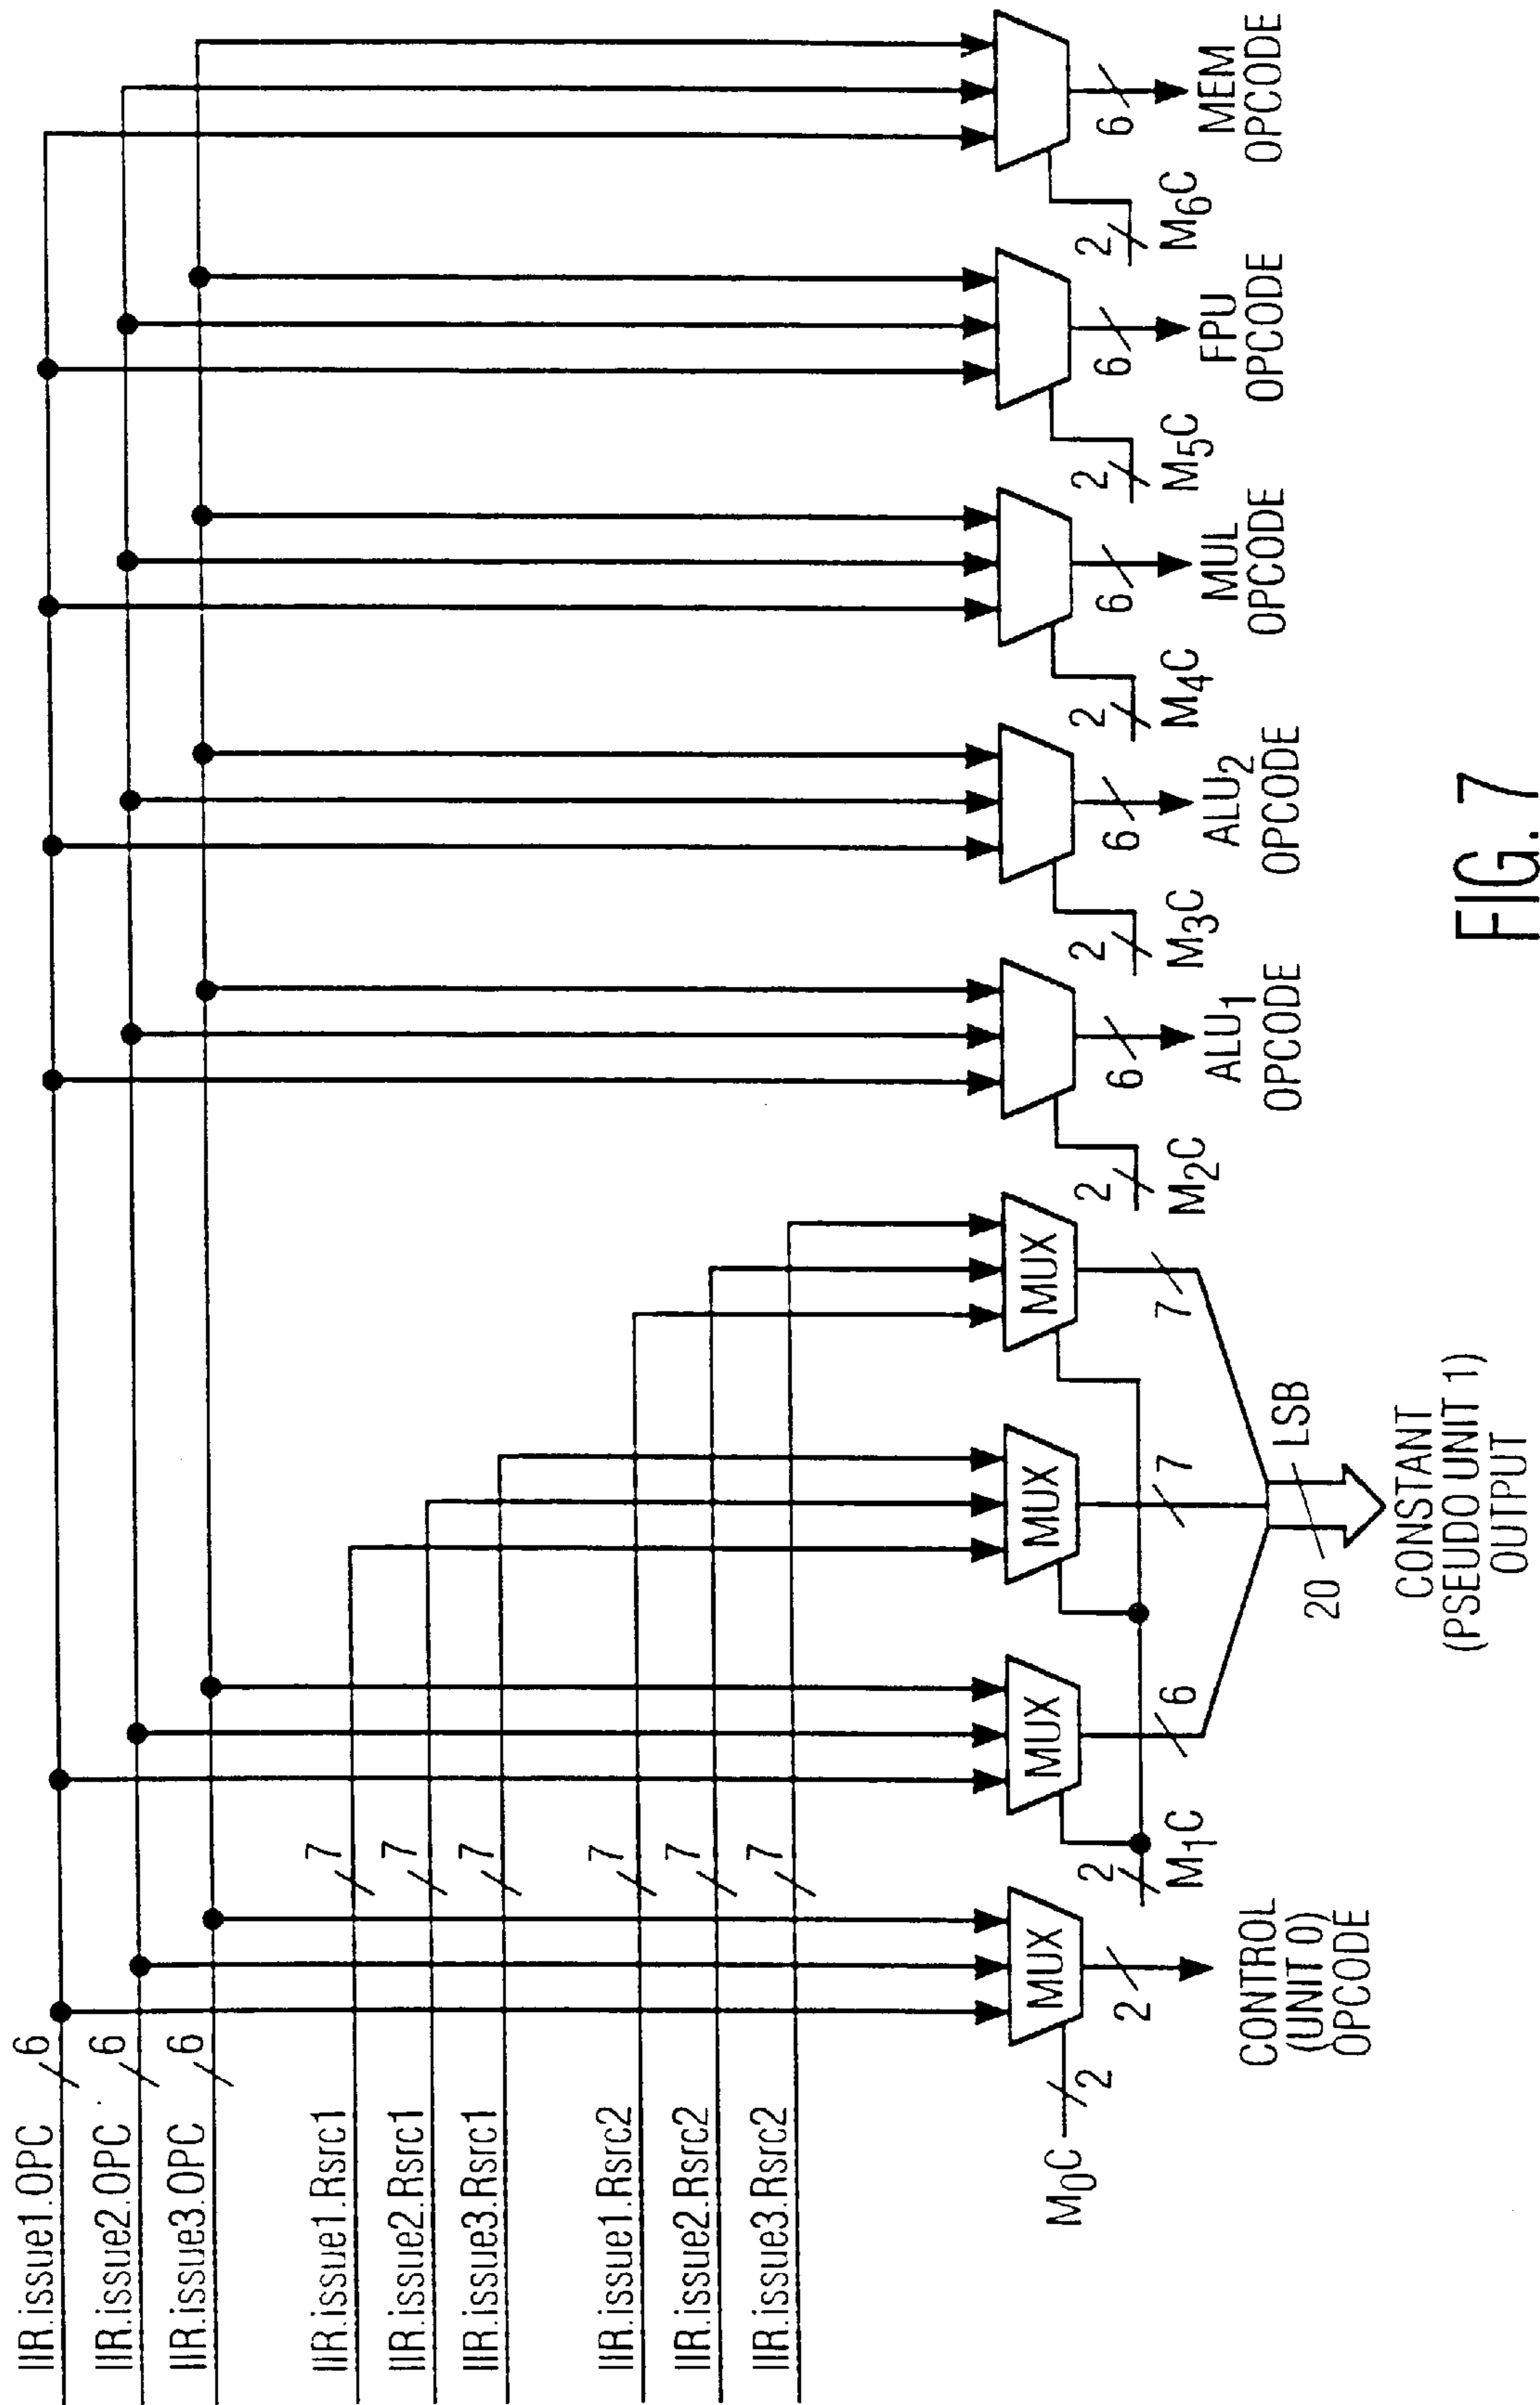 IIR.issue1.OPC
6
IIR.issue2.OPC
6
IIR.issue3.OPC
6
IIR.issue1.Rsrc1
7
IIR.issue2.Rsrc1
7
IIR.issue3.Rsrc1
7
IIR.issue1.Rsrc2
7
IIR.issue2.Rsrc2
7
IIR.issue3.Rsrc2
7
M0C
2
MUX
2
CONTROL
(UNIT 0)
OPCODE
2
M1C
MUX
6
MUX
7
MUX
7
20
LSB
CONSTANT
(PSEUDO UNIT 1)
OUTPUT
2
M2C
6
ALU1
OPCODE
2
M3C
6
ALU2
OPCODE
2
M4C
6
MUL
OPCODE
2
M5C
6
FPU
OPCODE
2
M6C
6
MEM
OPCODE
FIG. 7